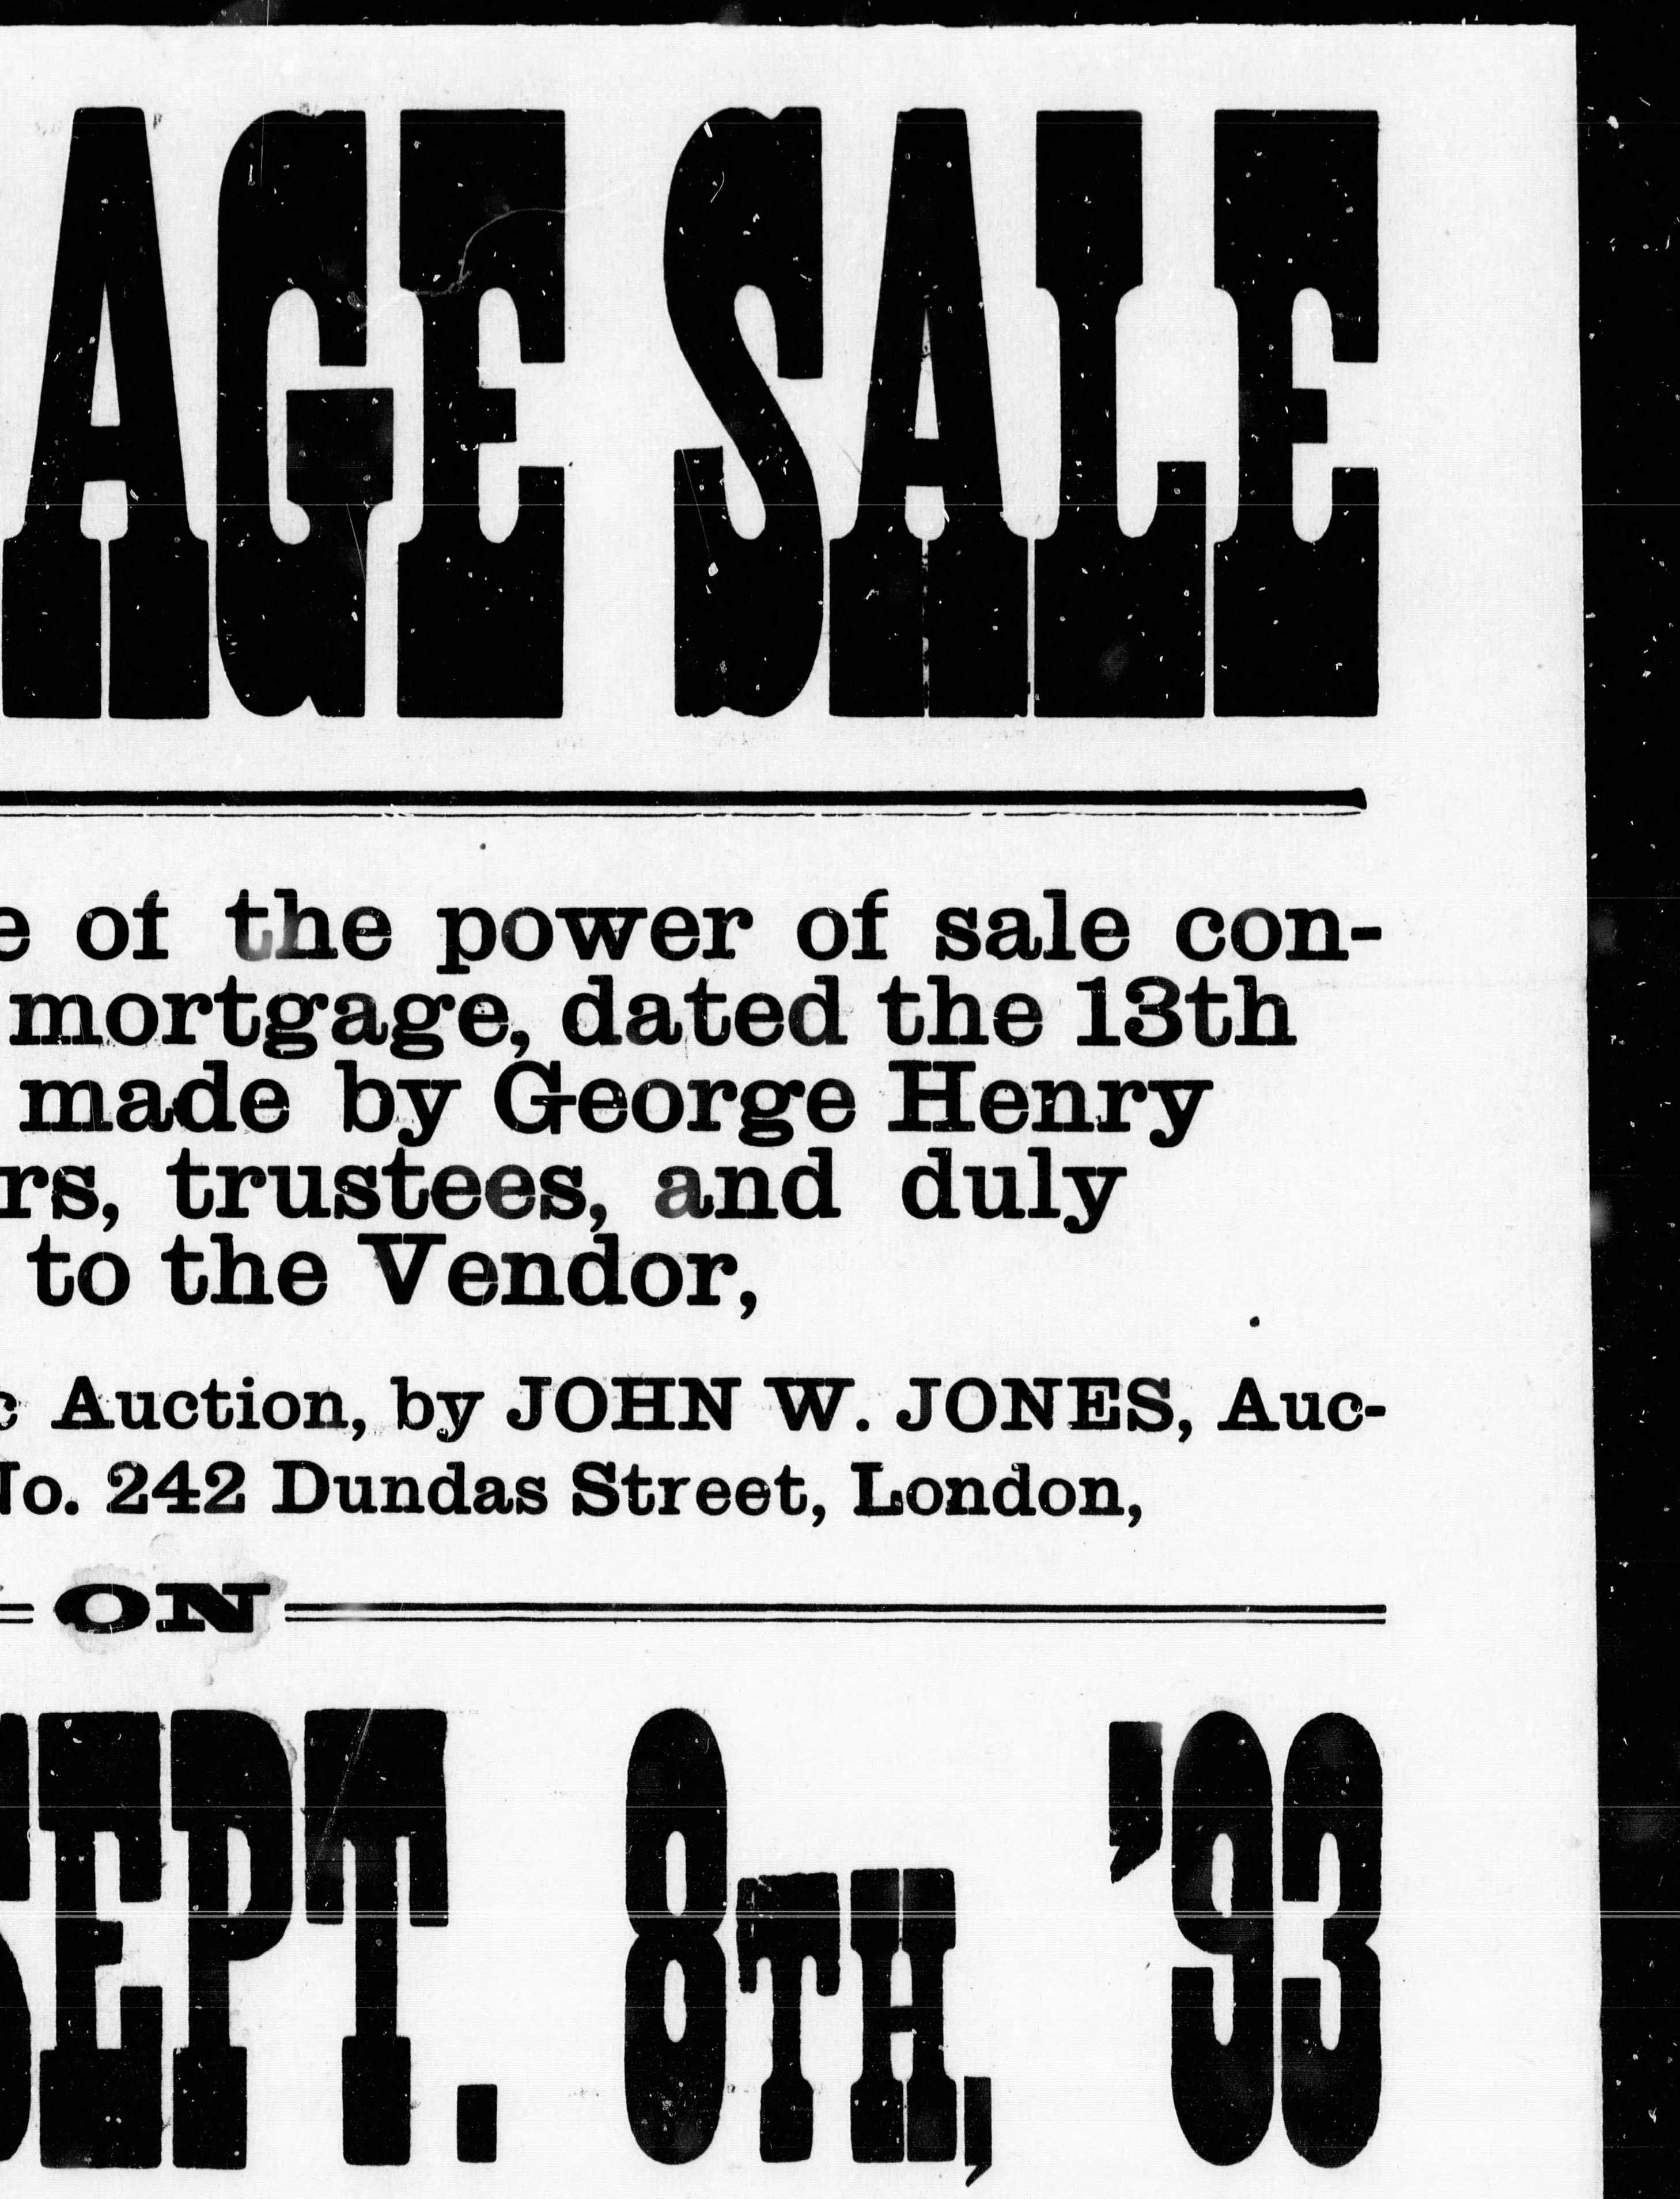 AGE SALE
e of the power of sale con-
mortgage, dated the 13th
made by George Henry
rs, trustees, and duly
to the Vendor,
c Auction, by JOHN W. JONES, Auc-
No. 242 Dundas Street, London,
ON
SEPT. 8TH, '93